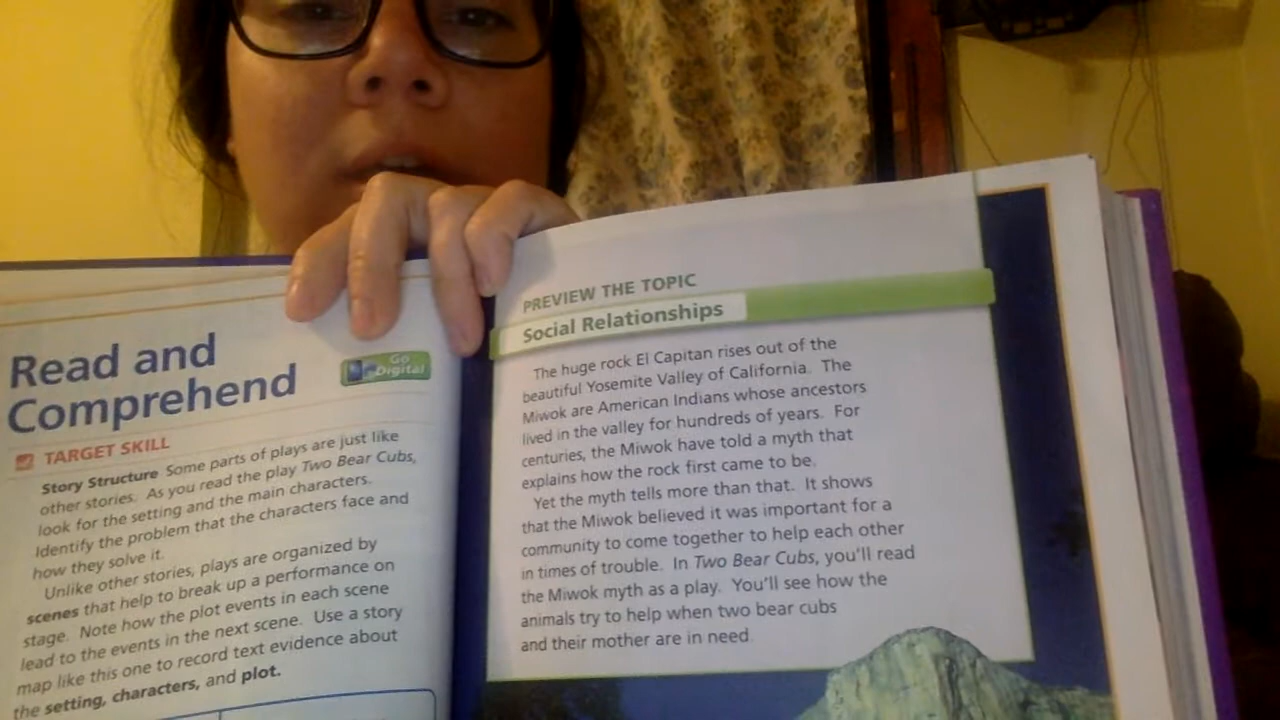 Read and
Comprehend
Go
Digital
TARGET SKILL
Story Structure Some parts of plays are just like
other stories. As you read the play Two Bear Cubs,
look for the setting and the main characters.
Identify the problem that the characters face and
how they solve it.
Unlike other stories, plays are organized by
scenes that help to break up a performance on
stage. Note how the plot events in each scene
lead to the events in the next scene. Use a story
map like this one to record text evidence about
the setting, characters, and plot.
PREVIEW THE TOPIC
Social Relationships
The huge rock El Capitan rises out of the
beautiful Yosemite Valley of California. The
Miwok are American Indians whose ancestors
lived in the valley for hundreds of years. For
centuries, the Miwok have told a myth that
explains how the rock first came to be.
Yet the myth tells more than that. It shows
that the Miwok believed it was important for a
community to come together to help each other
in times of trouble. In Two Bear Cubs, you'll read
the Miwok myth as a play. You'll see how the
animals try to help when two bear cubs
and their mother are in need.